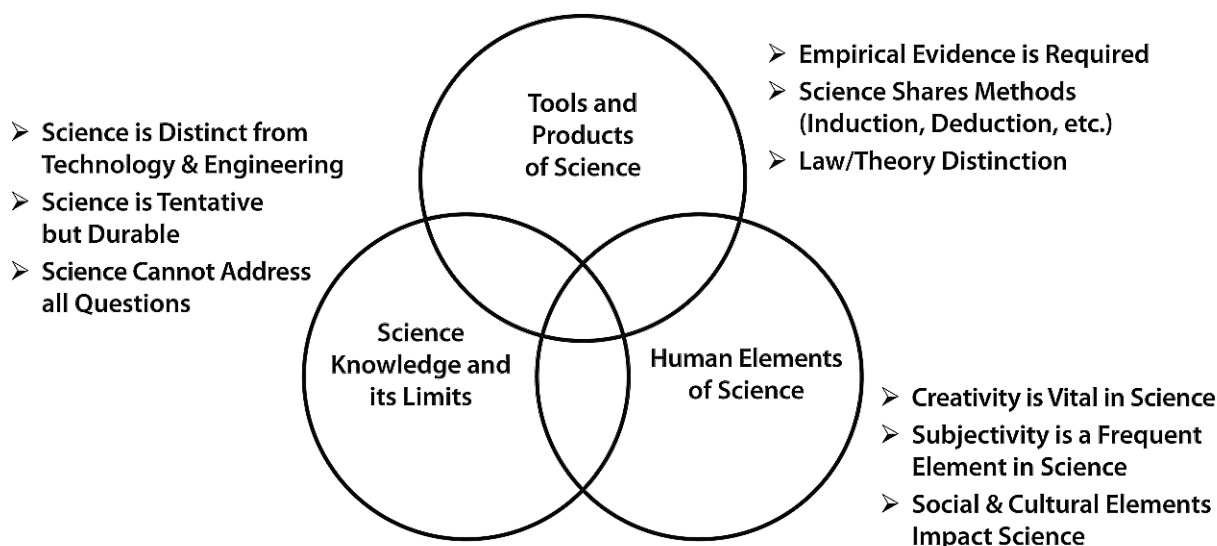 Tools and
Products
of Science
➢ Empirical Evidence is Required
➢ Science Shares Methods
(Induction, Deduction, etc.)
➢ Law/Theory Distinction
➢ Science is Distinct from
Technology & Engineering
➢ Science is Tentative
but Durable
➢ Science Cannot Address
all Questions
Science
Knowledge and
its Limits
Human Elements
of Science
➢ Creativity is Vital in Science
➢ Subjectivity is a Frequent
Element in Science
➢ Social & Cultural Elements
Impact Science